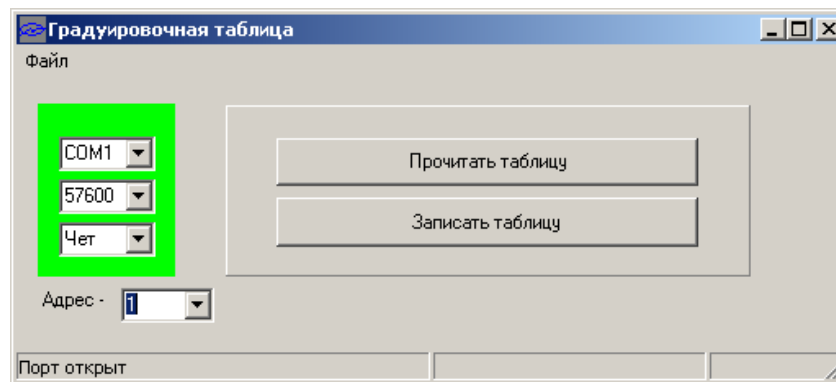 Градуировочная таблица
Файл
COM1
57600
Чет
Прочитать таблицу
Записать таблицу
Адрес - 1
Порт открыт